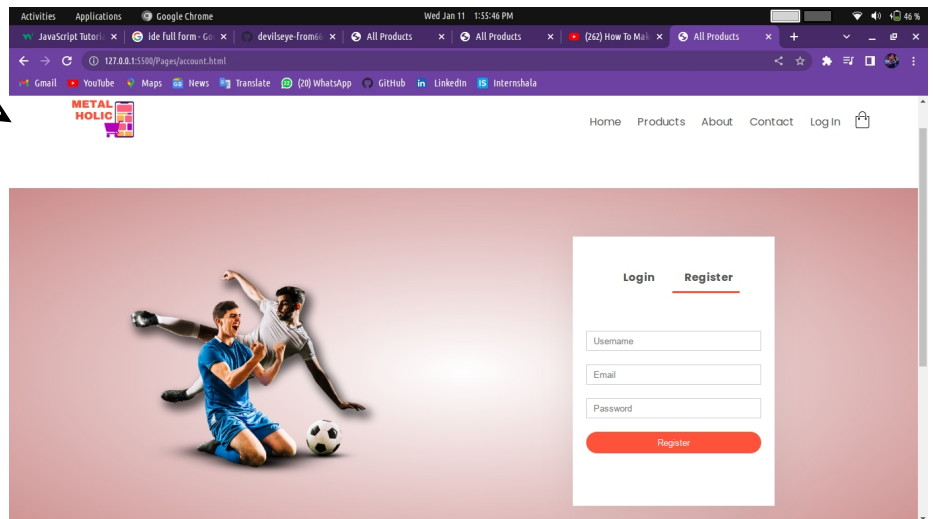 Activities Applications Google Chrome Wed Jan 11 1:55:46 PM 46 %
JavaScript Tutoria ide full form - Goo devilseye-from66 All Products All Products (262) How To Mak All Products
127.0.0.1:5500/Pages/account.html
Gmail YouTube Maps News Translate (20) WhatsApp GitHub LinkedIn Internshala
METAL
HOLIC
Home Products About Contact Log In
Login Register
Username
Email
Password
Register